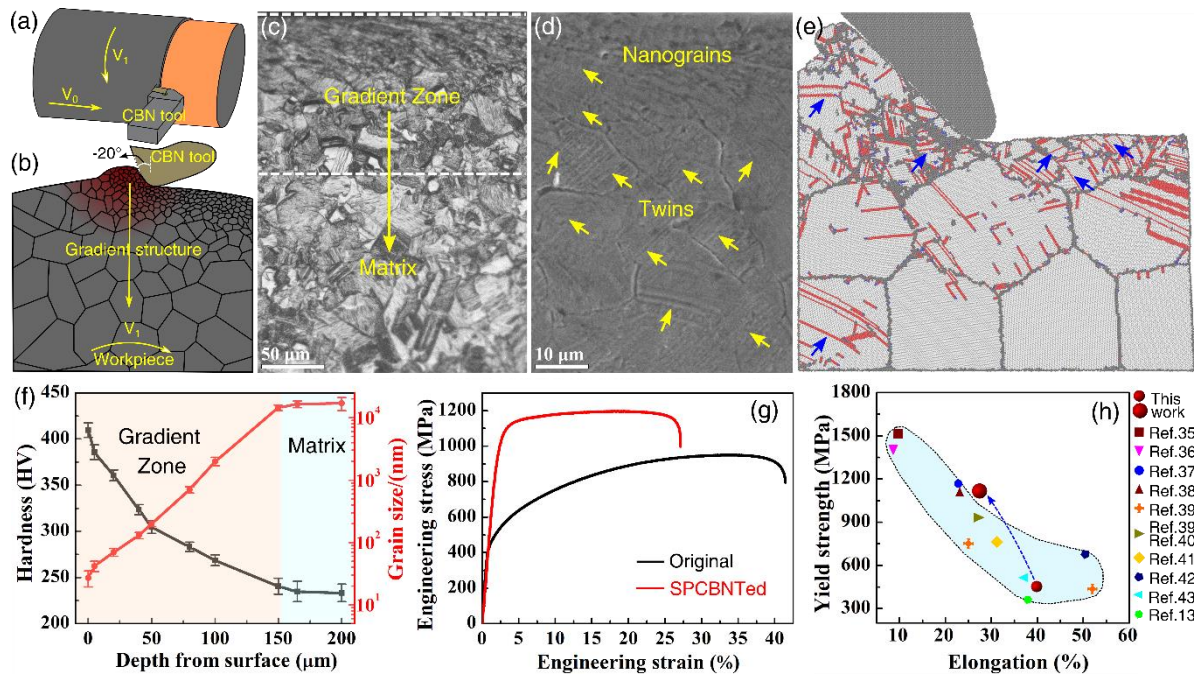 (a)
V1
V0
CBN tool
(b)
-20°
CBN tool
Gradient structure
V1
Workpiece
(c)
Gradient Zone
Matrix
50 μm
(d)
Nanograins
Twins
10 μm
(e)
(f)
Gradient
Zone
Matrix
Hardness (HV)
450
400
350
300
250
200
Grain size/(nm)
10^4
10^3
10^2
10^1
0 50 100 150 200
Depth from surface (μm)
(g)
Engineering stress (MPa)
1200
1000
800
600
400
200
0
Original
SPCBNTed
0 5 10 15 20 25 30 35 40 45
Engineering strain (%)
(h)
Yield strength (MPa)
1800
1500
1200
900
600
300
10 20 30 40 50 60
Elongation (%)
This
work
Ref.35
Ref.36
Ref.37
Ref.38
Ref.39
Ref.39
Ref.40
Ref.41
Ref.42
Ref.43
Ref.13